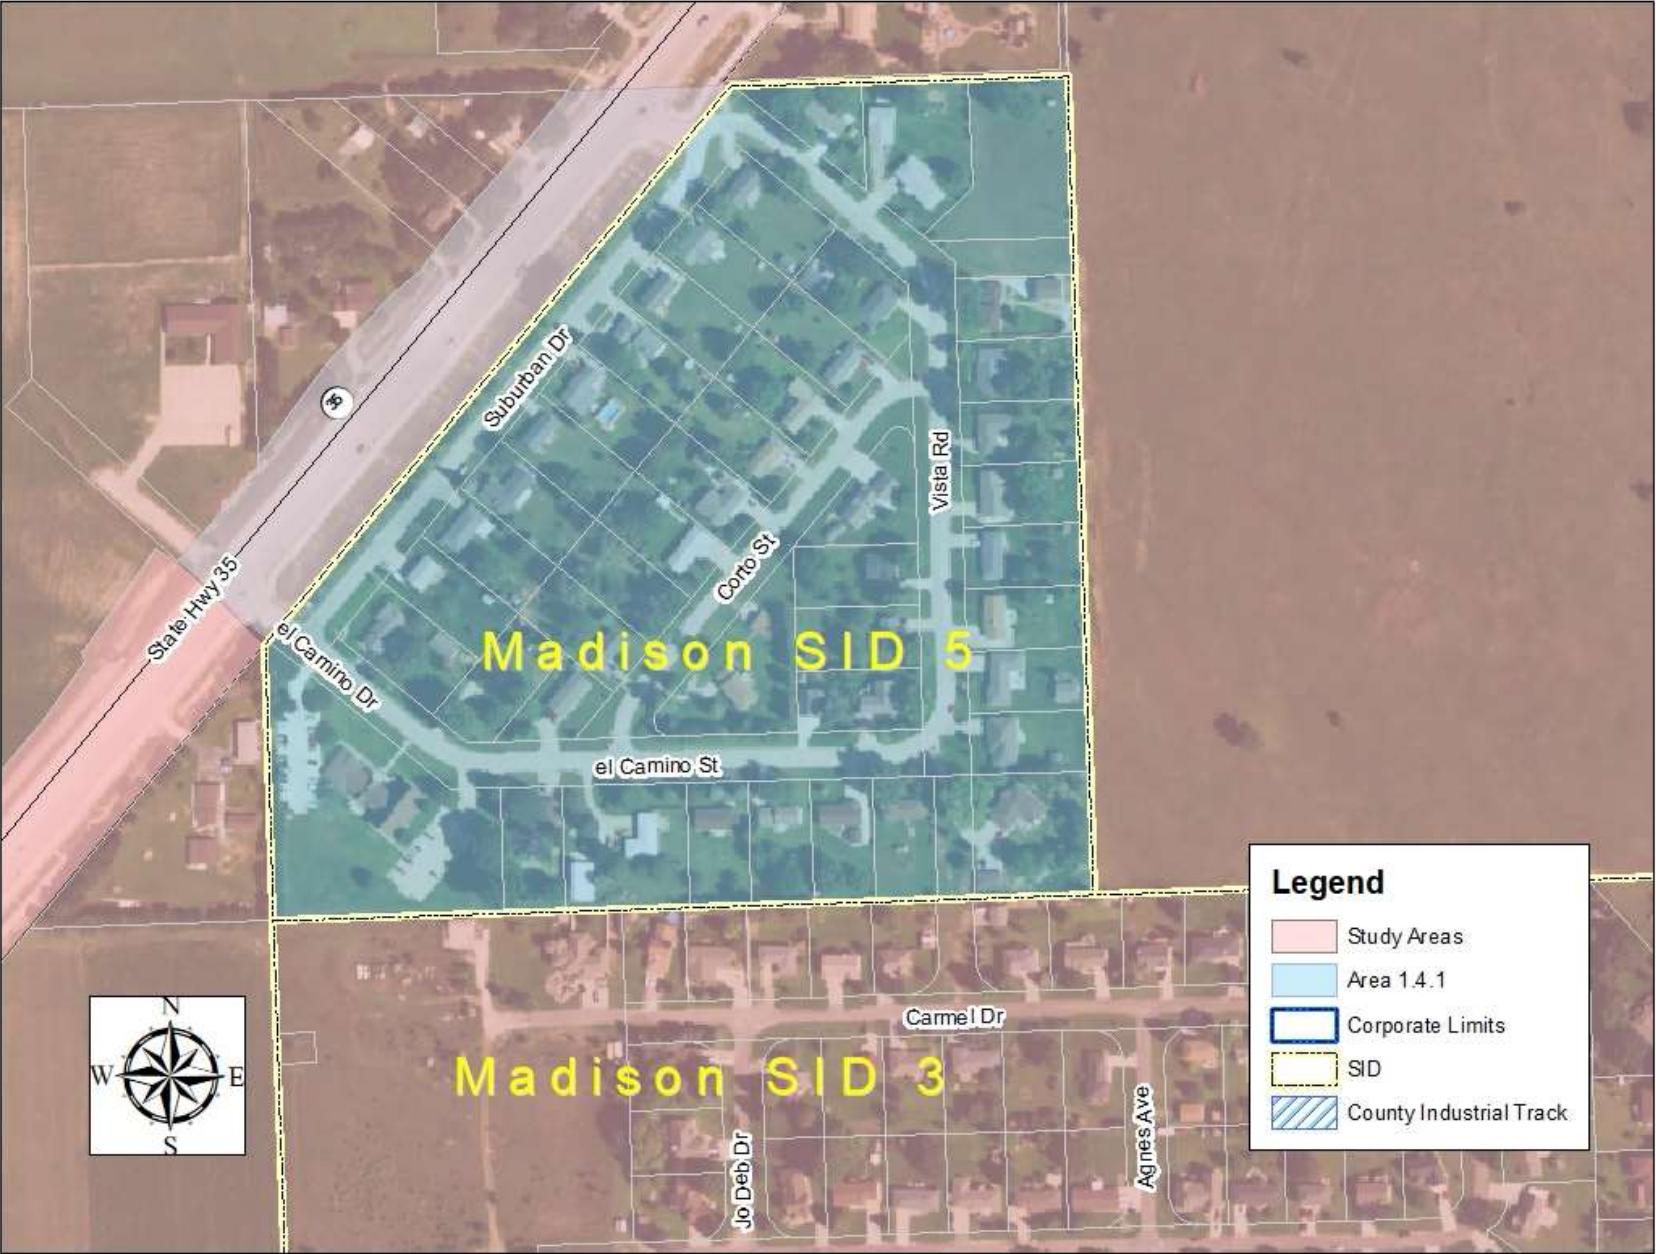 Suburban Dr
35
Vista Rd
Corto St
State Hwy 35
el Camino Dr
Madison SID 5
el Camino St
Legend
Study Areas
Area 1.4.1
Corporate Limits
SID
County Industrial Track
N
W E
S
Carmel Dr
Madison SID 3
Jo Deb Dr
Agnes Ave